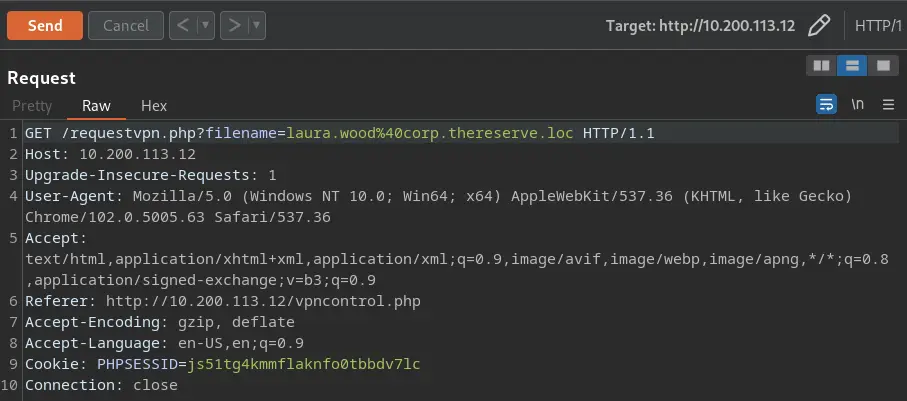 Send Cancel < > Target: http://10.200.113.12 HTTP/1
Request
Pretty Raw Hex \n
1 GET /requestvpn.php?filename=laura.wood%40corp.thereserve.loc HTTP/1.1
2 Host: 10.200.113.12
3 Upgrade-Insecure-Requests: 1
4 User-Agent: Mozilla/5.0 (Windows NT 10.0; Win64; x64) AppleWebKit/537.36 (KHTML, like Gecko)
Chrome/102.0.5005.63 Safari/537.36
5 Accept:
text/html,application/xhtml+xml,application/xml;q=0.9,image/avif,image/webp,image/apng,*/*;q=0.8
,application/signed-exchange;v=b3;q=0.9
6 Referer: http://10.200.113.12/vpncontrol.php
7 Accept-Encoding: gzip, deflate
8 Accept-Language: en-US,en;q=0.9
9 Cookie: PHPSESSID=js51tg4kmmflaknfo0tbbdv7lc
10 Connection: close